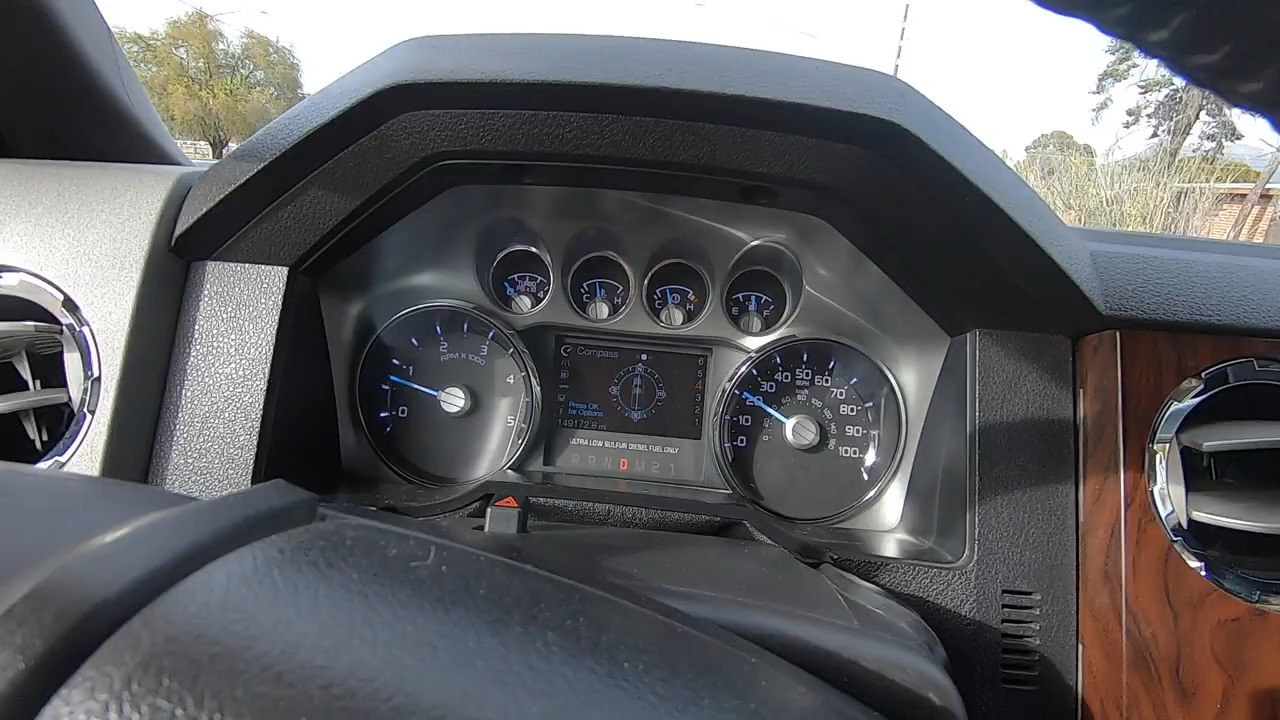 TURBO
PSI X 10
0 4
C H
C H
E F
0 1 2 3 4 5
RPM X 1000
Compass
N
Press OK
for Options
149172.8 mi
6
5
4
3
2
1
ULTRA LOW SULFUR DIESEL FUEL ONLY
P R N D M 2 1
0 10 20 30 40 50 60 70 80 90 100
MPH
km/h